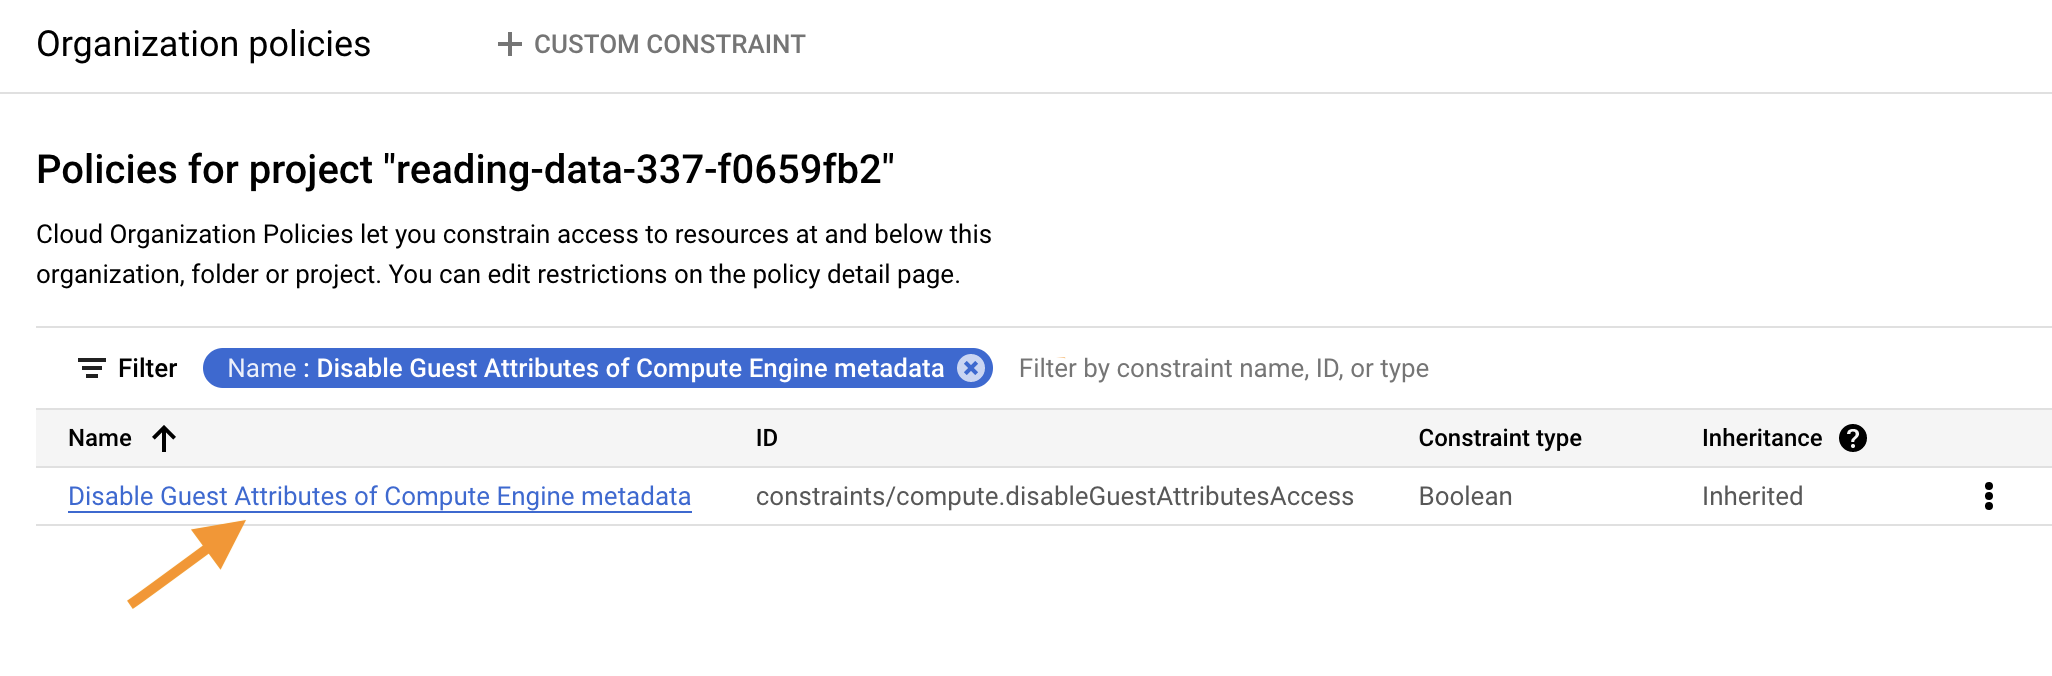 Organization policies
+ CUSTOM CONSTRAINT
Policies for project "reading-data-337-f0659fb2"
Cloud Organization Policies let you constrain access to resources at and below this
organization, folder or project. You can edit restrictions on the policy detail page.
Filter Name : Disable Guest Attributes of Compute Engine metadata Filter by constraint name, ID, or type
Name ID Constraint type Inheritance ?
Disable Guest Attributes of Compute Engine metadata constraints/compute.disableGuestAttributesAccess Boolean Inherited